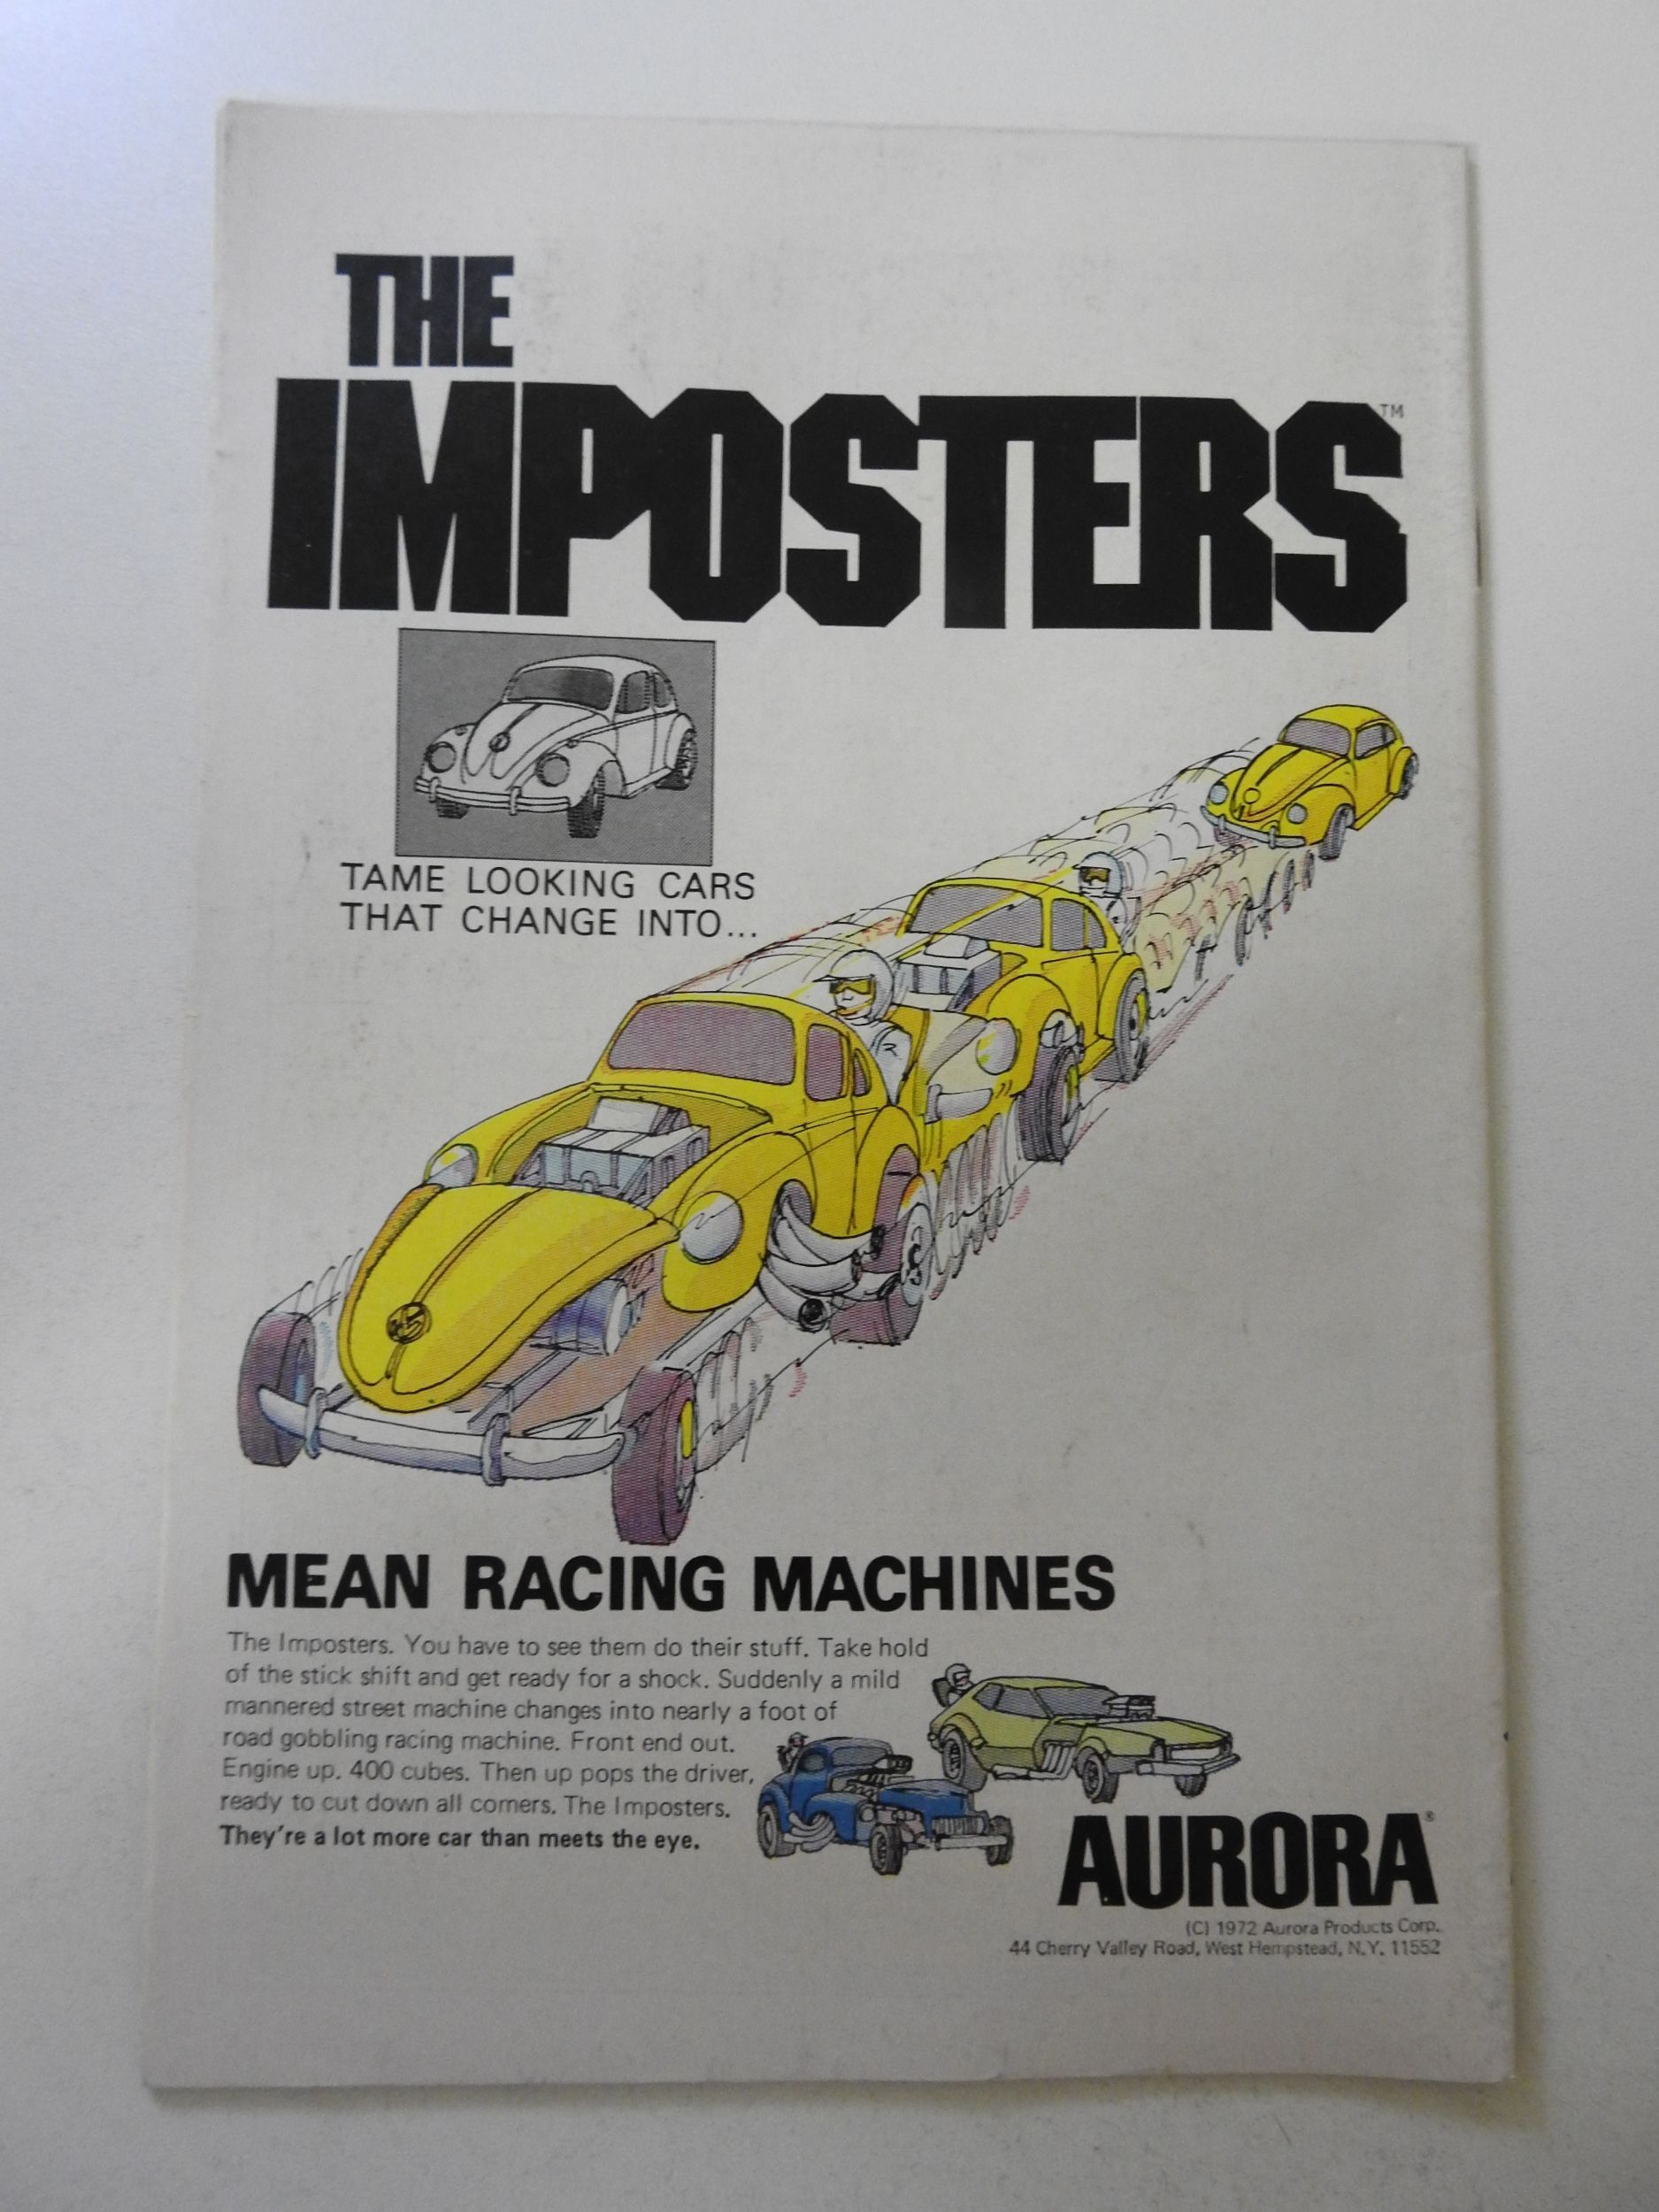 THE
IMPOSTERS™
TAME LOOKING CARS
THAT CHANGE INTO...
MEAN RACING MACHINES
The Imposters. You have to see them do their stuff. Take hold
of the stick shift and get ready for a shock. Suddenly a mild
mannered street machine changes into nearly a foot of
road gobbling racing machine. Front end out.
Engine up. 400 cubes. Then up pops the driver,
ready to cut down all comers. The Imposters.
They're a lot more car than meets the eye.
AURORA®
(C) 1972 Aurora Products Corp.
44 Cherry Valley Road, West Hempstead, N.Y. 11552